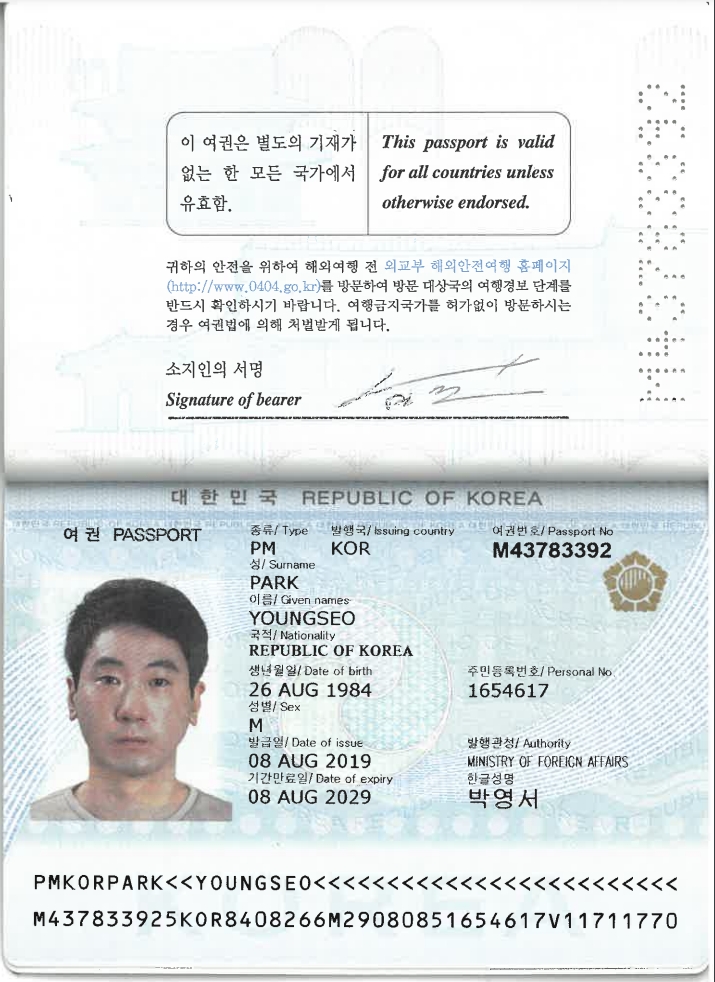 이 여권은 별도의 기재가
없는 한 모든 국가에서
유효함.
This passport is valid
for all countries unless
otherwise endorsed.
귀하의 안전을 위하여 해외여행 전 외교부 해외안전여행 홈페이지
(http://www.0404.go.kr)를 방문하여 방문 대상국의 여행경보 단계를
반드시 확인하시기 바랍니다. 여행금지국가를 허가없이 방문하시는
경우 여권법에 의해 처벌받게 됩니다.
소지인의 서명
Signature of bearer
대한민국 REPUBLIC OF KOREA
여권 PASSPORT
종류/ Type 발행국/ Issuing country 여권번호/ Passport No
PM KOR M43783392
성/ Surname
PARK
이름/ Given names
YOUNGSEO
국적/ Nationality
REPUBLIC OF KOREA
생년월일/ Date of birth 주민등록번호/ Personal No
26 AUG 1984 1654617
성별/ Sex
M
발급일/ Date of issue 발행관청/ Authority
08 AUG 2019 MINISTRY OF FOREIGN AFFAIRS
기간만료일/ Date of expiry 한글성명
08 AUG 2029 박영서
PMKORPARK<<YOUNGSEO<<<<<<<<<<<<<<<<<<<<<<<<<
M437833925KOR8408266M29080851654617V11711770